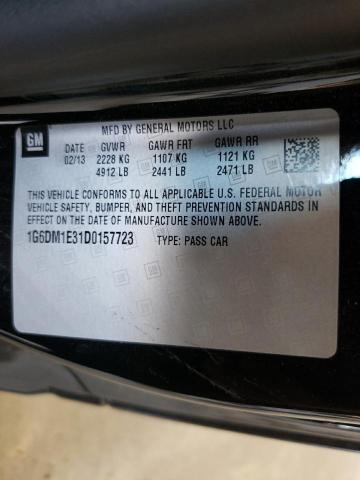 GM
MFD BY GENERAL MOTORS LLC
DATE GVWR GAWR FRT GAWR RR
02/13 2228 KG 1107 KG 1121 KG
4912 LB 2441 LB 2471 LB
THIS VEHICLE CONFORMS TO ALL APPLICABLE U.S. FEDERAL MOTOR
VEHICLE SAFETY, BUMPER, AND THEFT PREVENTION STANDARDS IN
EFFECT ON THE DATE OF MANUFACTURE SHOWN ABOVE.
1G6DM1E31D0157723 TYPE: PASS CAR